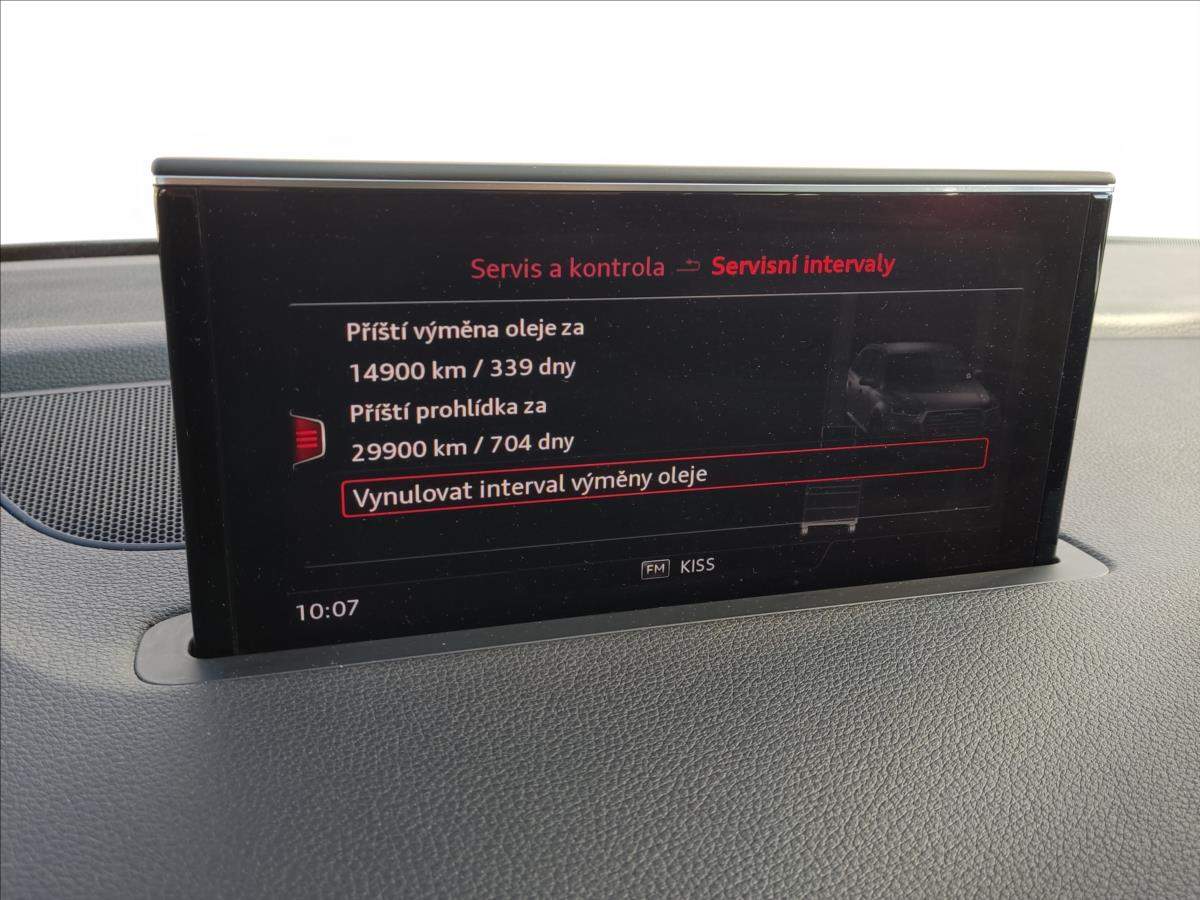 Servis a kontrola Servisní intervaly
Příští výměna oleje za
14900 km / 339 dny
Příští prohlídka za
29900 km / 704 dny
Vynulovat interval výměny oleje
FM KISS
10:07